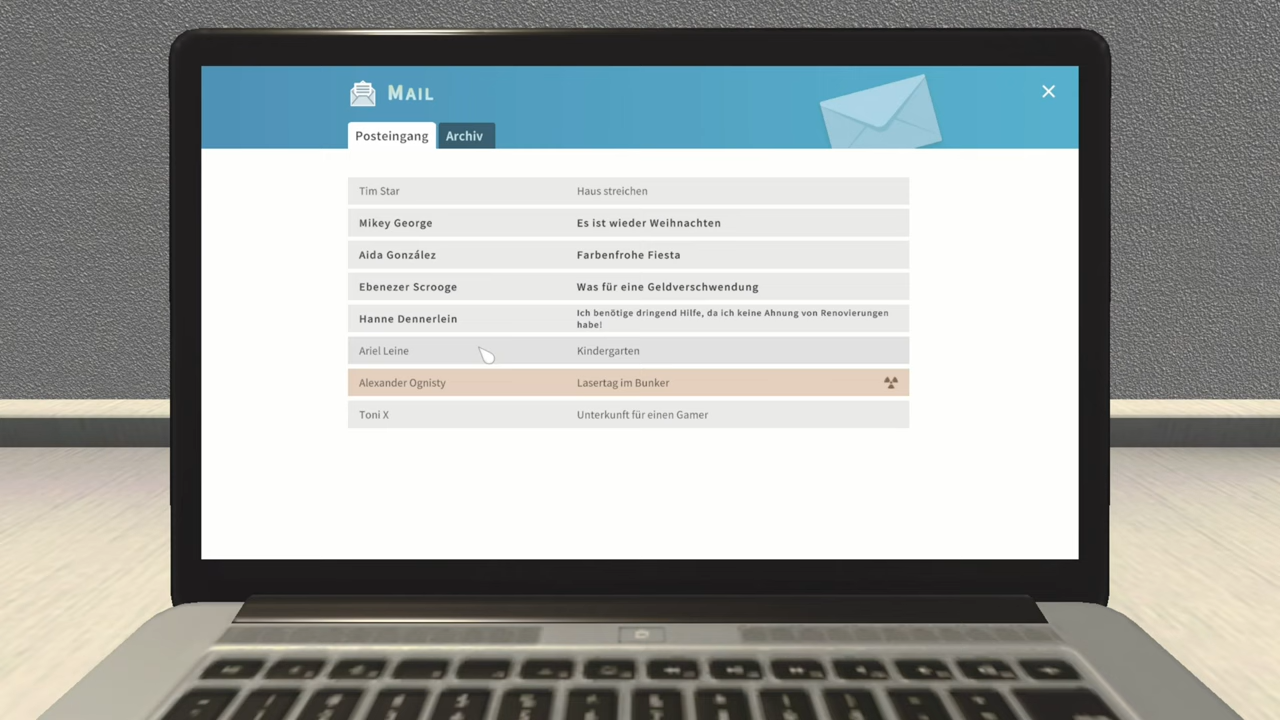 MAIL
Posteingang Archiv
Tim Star Haus streichen
Mikey George Es ist wieder Weihnachten
Aida González Farbenfrohe Fiesta
Ebenezer Scrooge Was für eine Geldverschwendung
Hanne Dennerlein Ich benötige dringend Hilfe, da ich keine Ahnung von Renovierungen
habe!
Ariel Leine Kindergarten
Alexander Ognisty Lasertag im Bunker
Toni X Unterkunft für einen Gamer